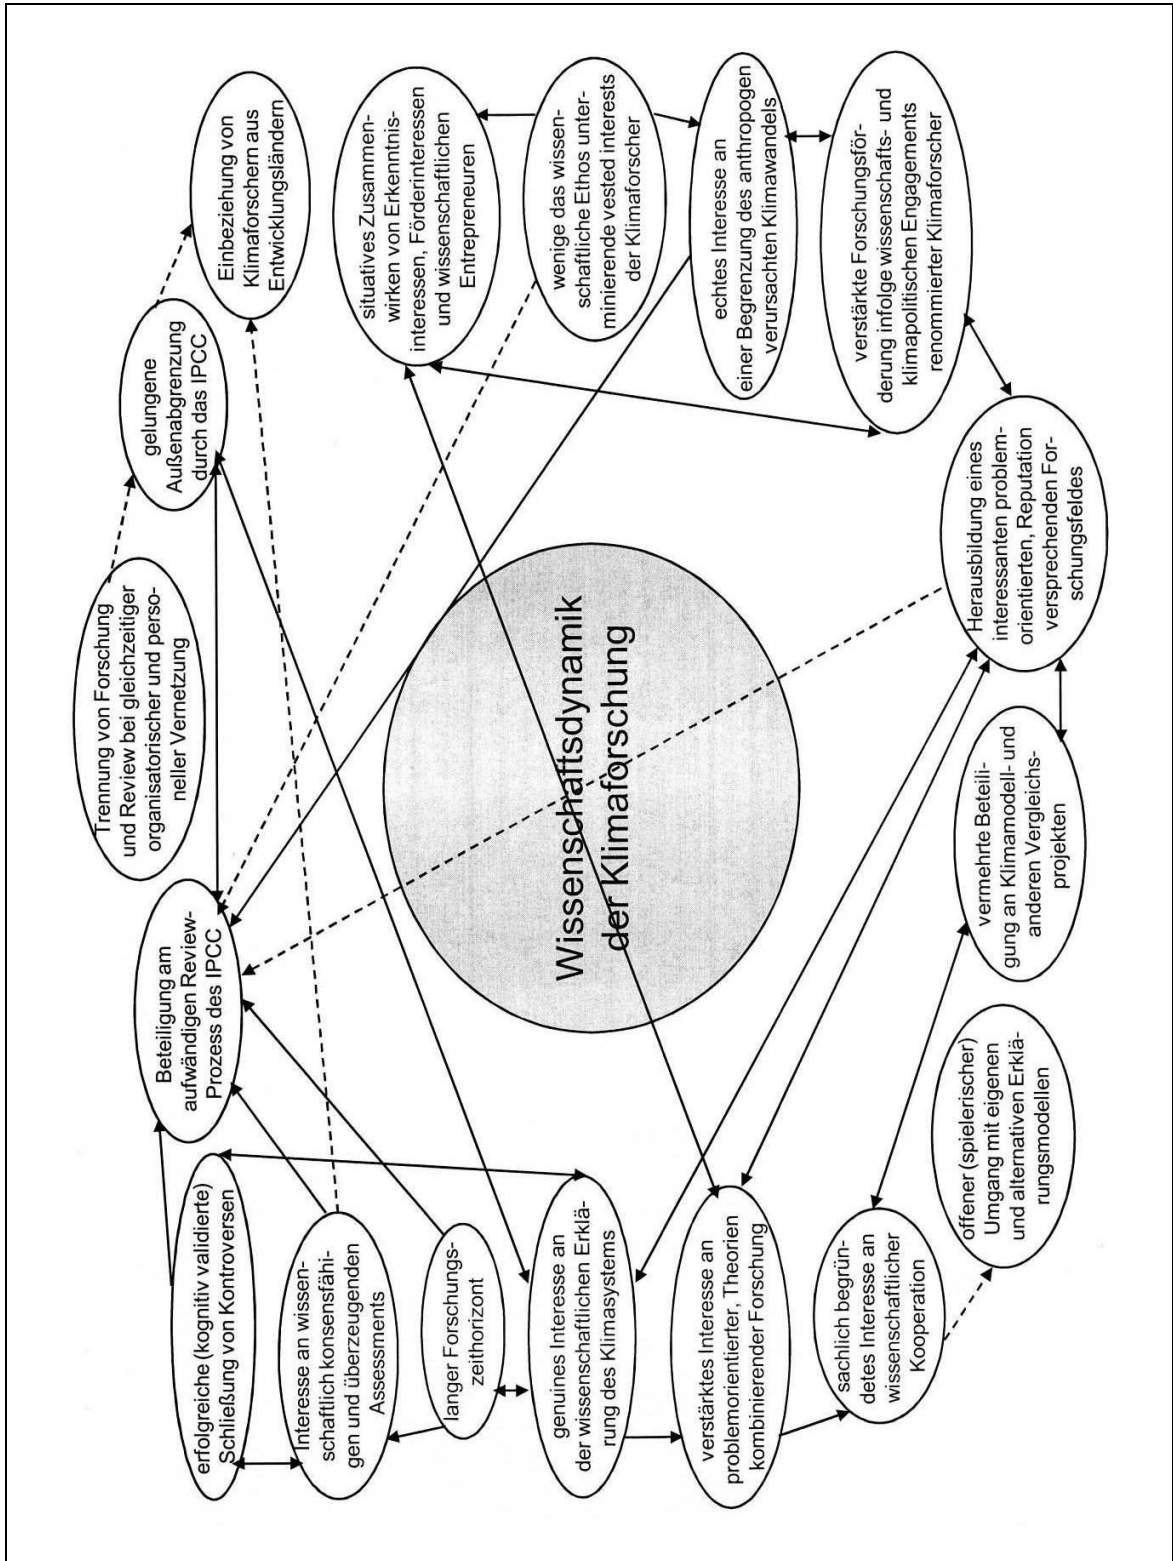 erfolgreiche (kognitiv validierte)
Schließung von Kontroversen
Beteiligung am
aufwändigen Review-
Prozess des IPCC
Trennung von Forschung
und Review bei gleichzeitiger
organisatorischer und perso-
neller Vernetzung
gelungene
Außenabgrenzung
durch das IPCC
Einbeziehung von
Klimaforschern aus
Entwicklungsländern
Interesse an wissen-
schaftlich konsensfähi-
gen und überzeugenden
Assessments
langer Forschungs-
zeithorizont
genuines Interesse an
der wissenschaftlichen Erklä-
rung des Klimasystems
verstärktes Interesse an
problemorientierter, Theorien
kombinierender Forschung
sachlich begrün-
detes Interesse an
wissenschaftlicher
Kooperation
Wissenschaftsdynamik
der Klimaforschung
situatives Zusammen-
wirken von Erkenntnis-
interessen, Förderinteressen
und wissenschaftlichen
Entrepreneuren
wenige das wissen-
schaftliche Ethos unter-
minierende vested interests
der Klimaforscher
echtes Interesse an
einer Begrenzung des anthropogen
verursachten Klimawandels
verstärkte Forschungsför-
derung infolge wissenschafts- und
klimapolitischen Engagements
renommierter Klimaforscher
offener (spielerischer)
Umgang mit eigenen
und alternativen Erklä-
rungsmodellen
vermehrte Beteili-
gung an Klimamodell- und
anderen Vergleichs-
projekten
Herausbildung eines
interessanten problem-
orientierten, Reputation
versprechenden For-
schungsfeldes